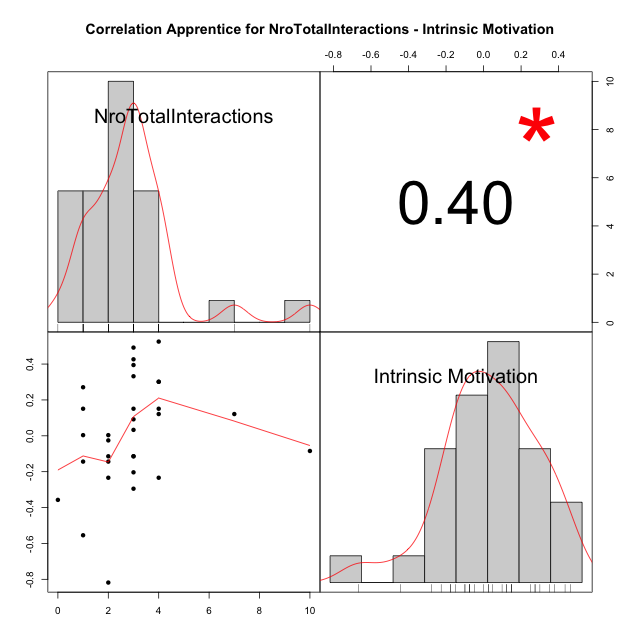 Correlation Apprentice for NroTotalInteractions - Intrinsic Motivation
-0.8 -0.6 -0.4 -0.2 0.0 0.2 0.4
NroTotalInteractions
*
0.40
0 2 4 6 8 10
Intrinsic Motivation
-0.8 -0.6 -0.4 -0.2 0.0 0.2 0.4
0 2 4 6 8 10